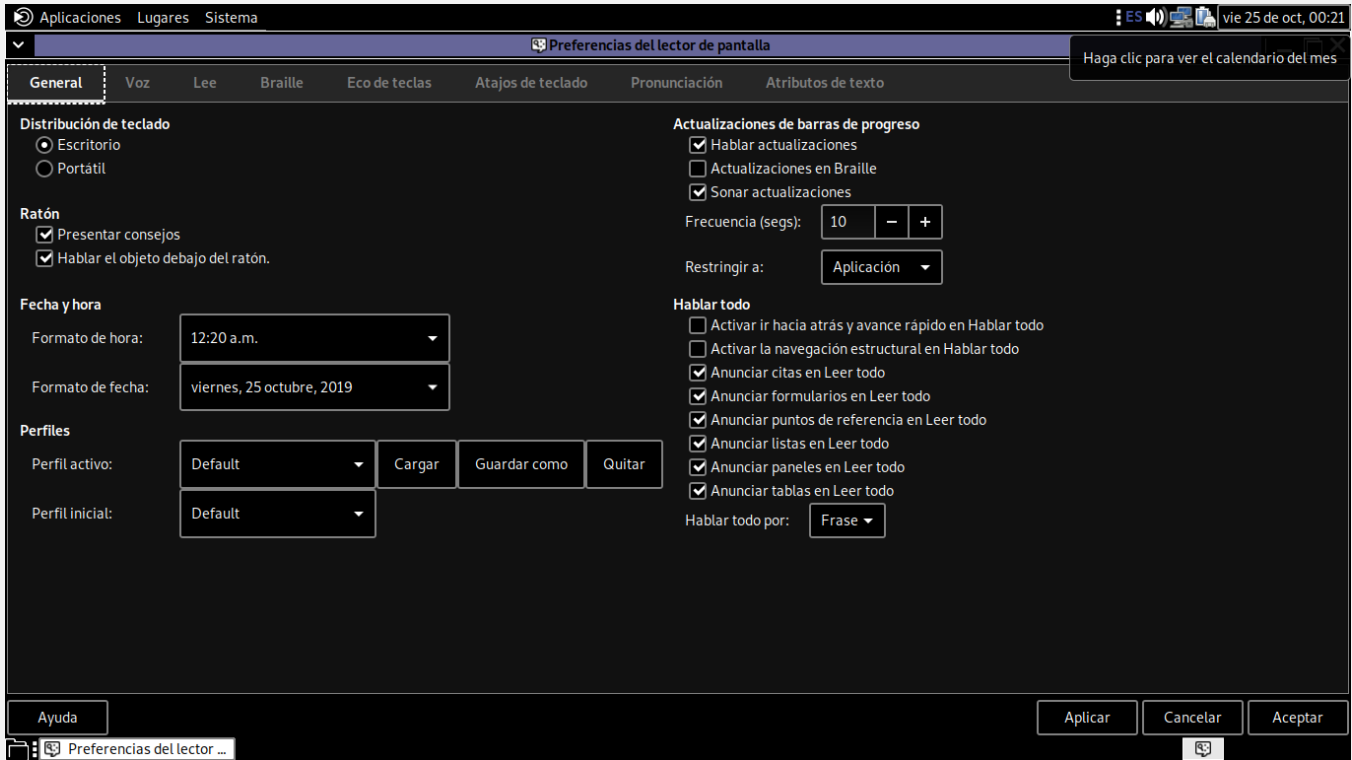 Aplicaciones Lugares Sistema
ES
vie 25 de oct, 00:21
Preferencias del lector de pantalla
Haga clic para ver el calendario del mes
General Voz Lee Braille Eco de teclas Atajos de teclado Pronunciación Atributos de texto
Distribución de teclado
Escritorio
Portátil
Ratón
Presentar consejos
Hablar el objeto debajo del ratón.
Fecha y hora
Formato de hora: 12:20 a.m.
Formato de fecha: viernes, 25 octubre, 2019
Perfiles
Perfil activo: Default Cargar Guardar como Quitar
Perfil inicial: Default
Actualizaciones de barras de progreso
Hablar actualizaciones
Actualizaciones en Braille
Sonar actualizaciones
Frecuencia (segs): 10 − +
Restringir a: Aplicación
Hablar todo
Activar ir hacia atrás y avance rápido en Hablar todo
Activar la navegación estructural en Hablar todo
Anunciar citas en Leer todo
Anunciar formularios en Leer todo
Anunciar puntos de referencia en Leer todo
Anunciar listas en Leer todo
Anunciar paneles en Leer todo
Anunciar tablas en Leer todo
Hablar todo por: Frase
Ayuda Aplicar Cancelar Aceptar
Preferencias del lector ...